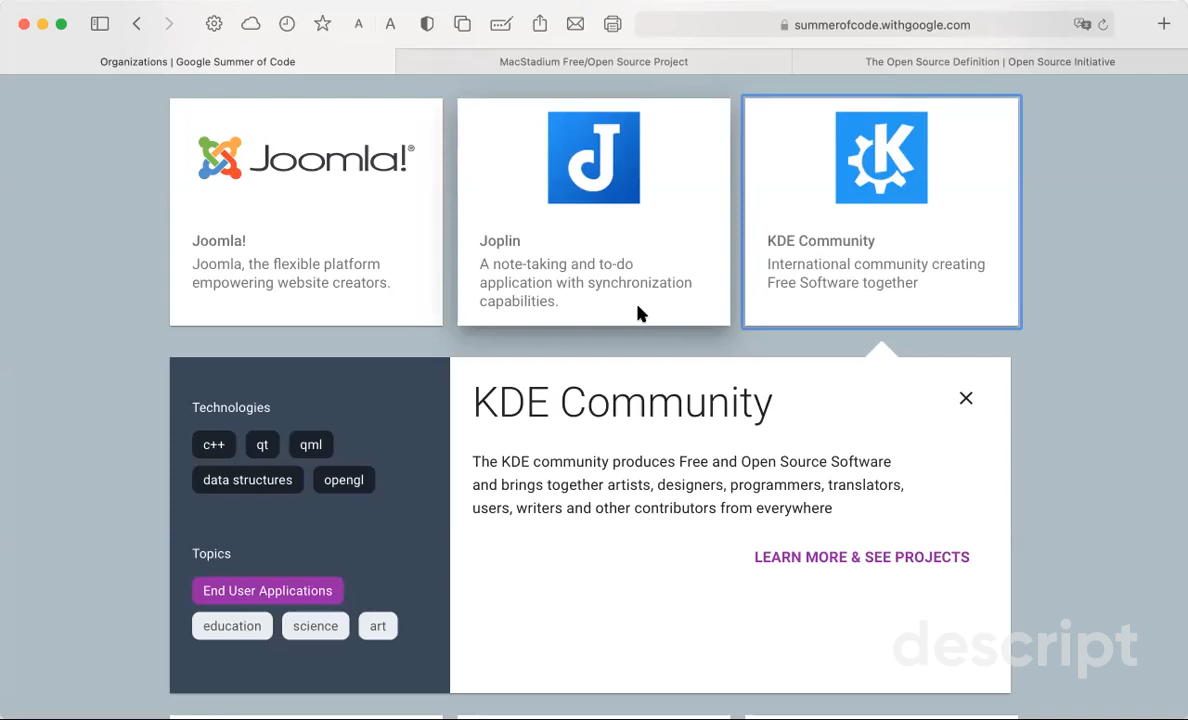 A A summerofcode.withgoogle.com
Organizations | Google Summer of Code
MacStadium Free/Open Source Project
The Open Source Definition | Open Source Initiative
Joomla!®
Joomla!
Joomla, the flexible platform
empowering website creators.
J
Joplin
A note-taking and to-do
application with synchronization
capabilities.
K
KDE Community
International community creating
Free Software together
Technologies
c++ qt qml
data structures opengl
Topics
End User Applications
education science art
KDE Community
The KDE community produces Free and Open Source Software
and brings together artists, designers, programmers, translators,
users, writers and other contributors from everywhere
LEARN MORE & SEE PROJECTS
descript